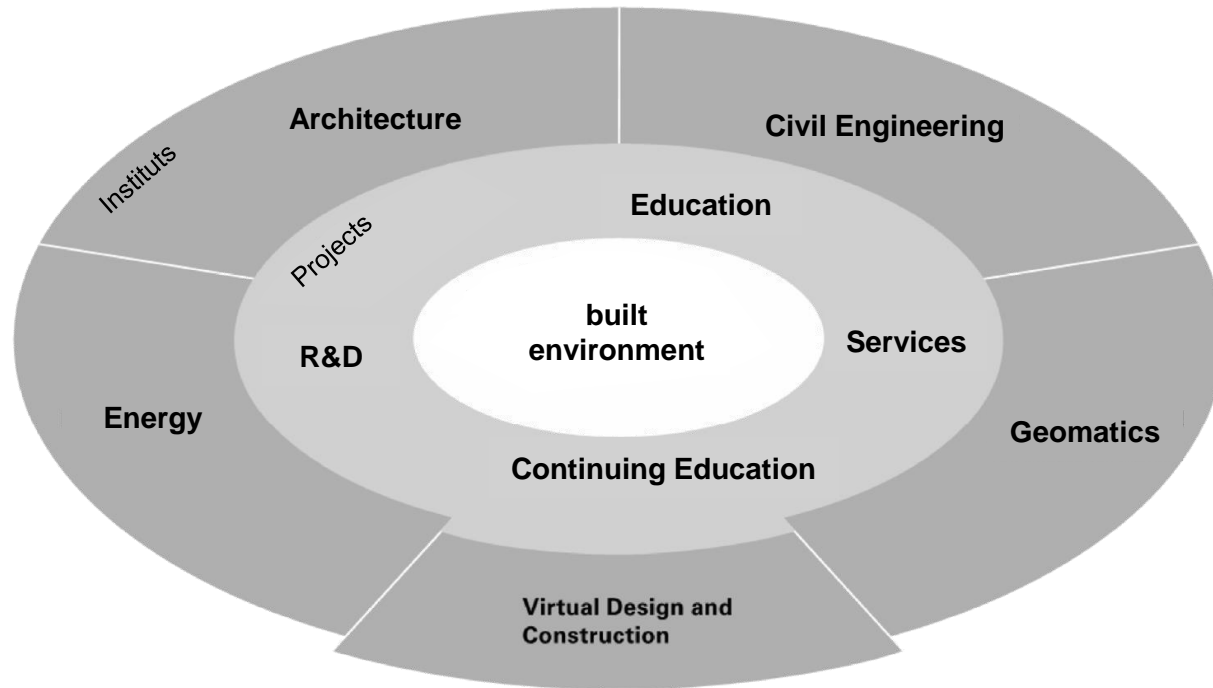 Architecture
Civil Engineering
Instituts
Education
Projects
built
environment
Services
R&D
Energy
Geomatics
Continuing Education
Virtual Design and
Construction